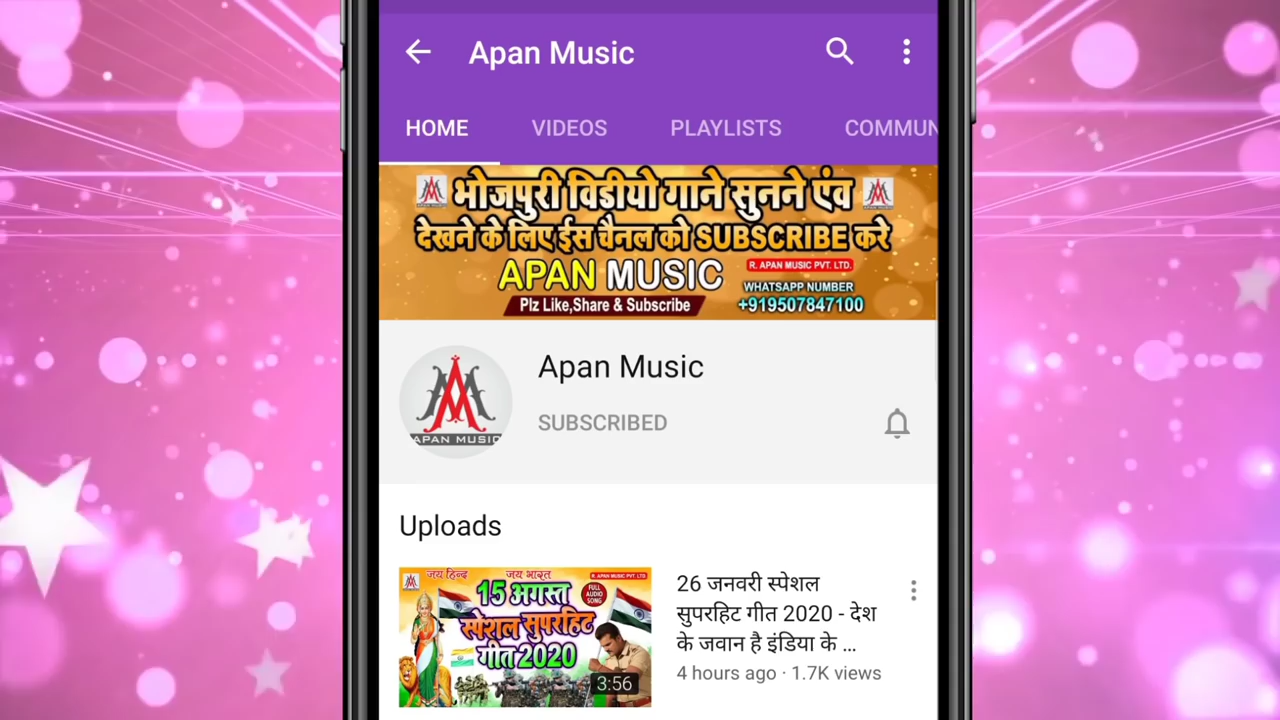 Apan Music
HOME VIDEOS PLAYLISTS COMMUN
भोजपुरी विडीयो गाने सुनने एंव
देखने के लिए ईस चैनल को SUBSCRIBE करे
APAN MUSIC
R. APAN MUSIC PVT. LTD.
WHATSAPP NUMBER
Plz Like,Share & Subscribe
+919507847100
Apan Music
SUBSCRIBED
APAN MUSIC
Uploads
जय हिन्द जय भारत
R. APAN MUSIC PVT. LTD
15 अगस्त
FULL
AUDIO
SONG
स्पेशल सुपरहिट
गीत 2020
3:56
26 जनवरी स्पेशल
सुपरहिट गीत 2020 - देश
के जवान है इंडिया के ...
4 hours ago · 1.7K views